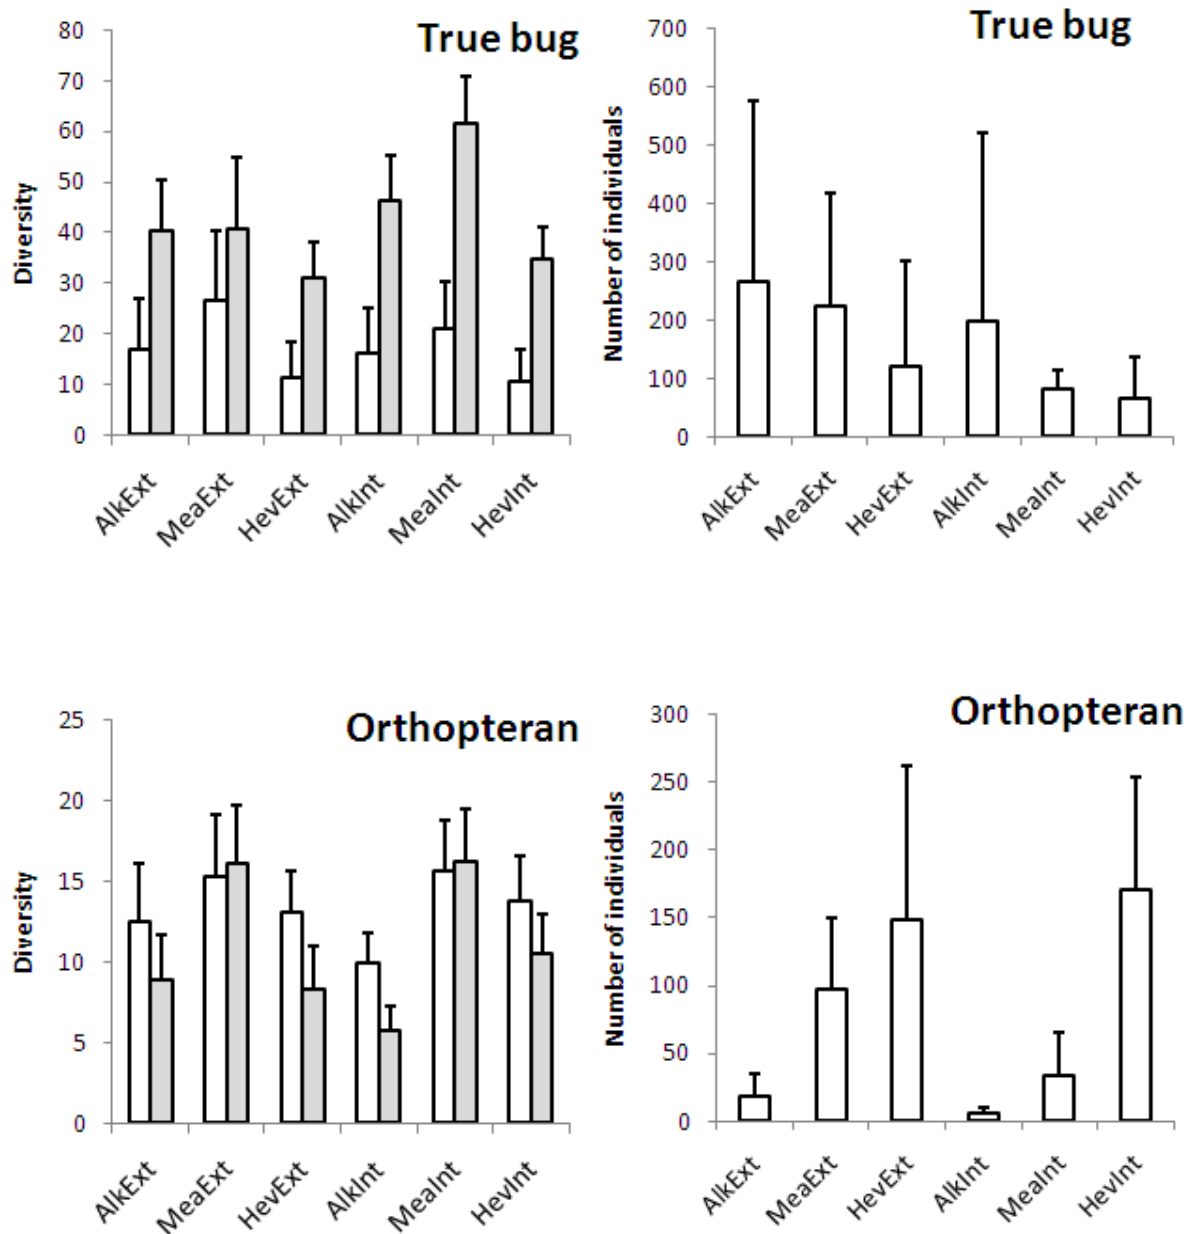 True bug
Diversity
80
70
60
50
40
30
20
10
0
AlkExt
MeaExt
HevExt
AlkInt
MeaInt
HevInt
True bug
Number of individuals
700
600
500
400
300
200
100
0
AlkExt
MeaExt
HevExt
AlkInt
MeaInt
HevInt
Orthopteran
Diversity
25
20
15
10
5
0
AlkExt
MeaExt
HevExt
AlkInt
MeaInt
HevInt
Orthopteran
Number of individuals
300
250
200
150
100
50
0
AlkExt
MeaExt
HevExt
AlkInt
MeaInt
HevInt